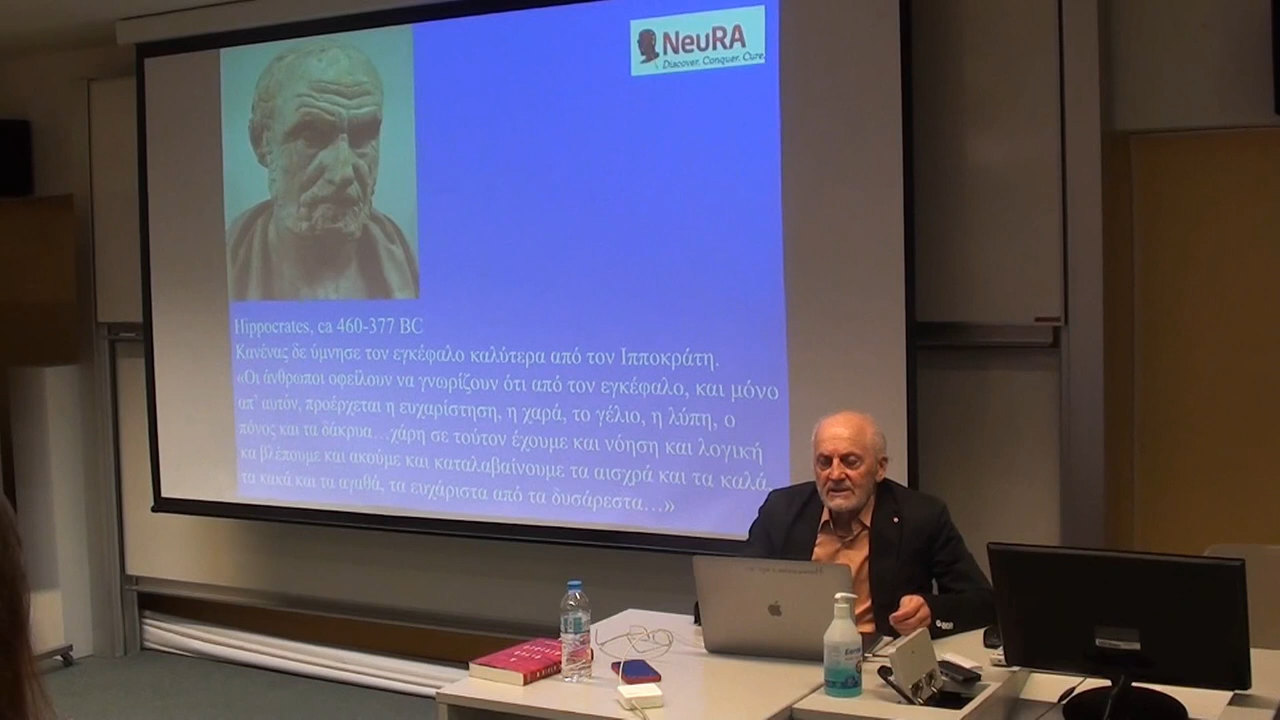 NeuRA
Discover. Conquer. Cure.
Hippocrates, ca 460-377 BC
Κανένας δε ύμνησε τον εγκέφαλο καλύτερα από τον Ιπποκράτη.
«Οι άνθρωποι οφείλουν να γνωρίζουν ότι από τον εγκέφαλο, και μόνο
απ' αυτόν, προέρχεται η ευχαρίστηση, η χαρά, το γέλιο, η λύπη, ο
πόνος και τα δάκρυα…χάρη σε τούτον έχουμε και νόηση και λογική
κα βλέπουμε και ακούμε και καταλαβαίνουμε τα αισχρά και τα καλά,
τα κακά και τα αγαθά, τα ευχάριστα από τα δυσάρεστα…»